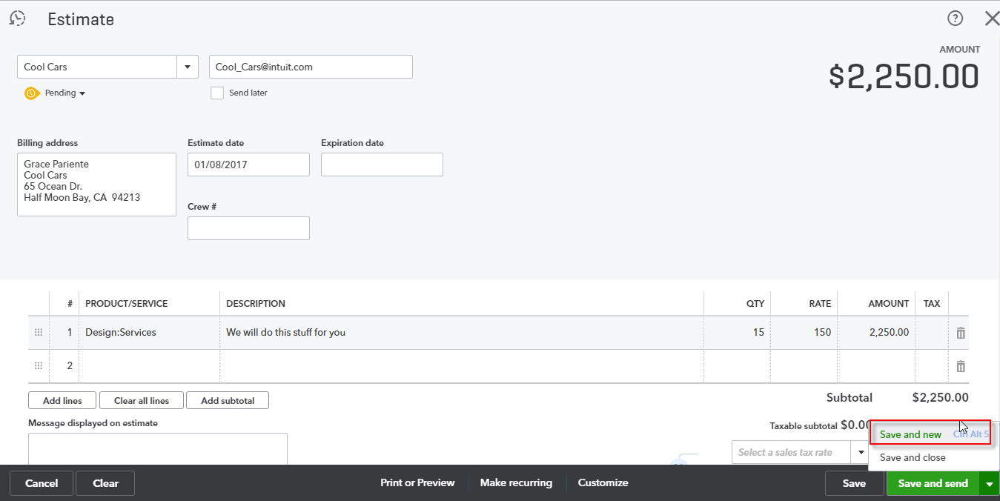 Estimate
AMOUNT
$2,250.00
Cool Cars
Cool_Cars@intuit.com
Pending
Send later
Billing address
Estimate date
Expiration date
Grace Pariente
Cool Cars
65 Ocean Dr.
Half Moon Bay, CA 94213
01/08/2017
Crew #
# PRODUCT/SERVICE DESCRIPTION QTY RATE AMOUNT TAX
1 Design:Services We will do this stuff for you 15 150 2,250.00
2
Add lines Clear all lines Add subtotal
Subtotal $2,250.00
Message displayed on estimate
Taxable subtotal $0.00
Select a sales tax rate
Save and new Ctrl Alt S
Save and close
Cancel Clear Print or Preview Make recurring Customize Save Save and send